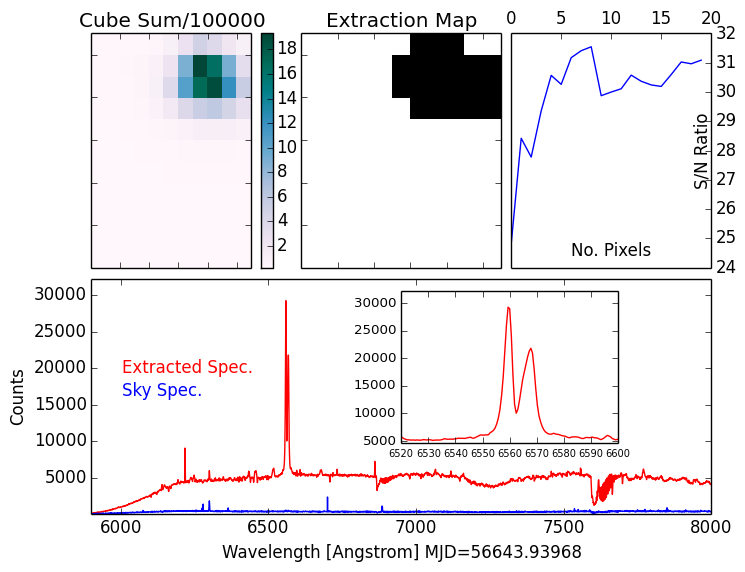 Cube Sum/100000
Extraction Map
0 5 10 15 20
18
16
14
12
10
8
6
4
2
32
31
30
29
28
27
26
25
24
S/N Ratio
No. Pixels
30000
25000
20000
15000
10000
5000
Counts
Extracted Spec.
Sky Spec.
30000
25000
20000
15000
10000
5000
6520 6530 6540 6550 6560 6570 6580 6590 6600
6000 6500 7000 7500 8000
Wavelength [Angstrom] MJD=56643.93968